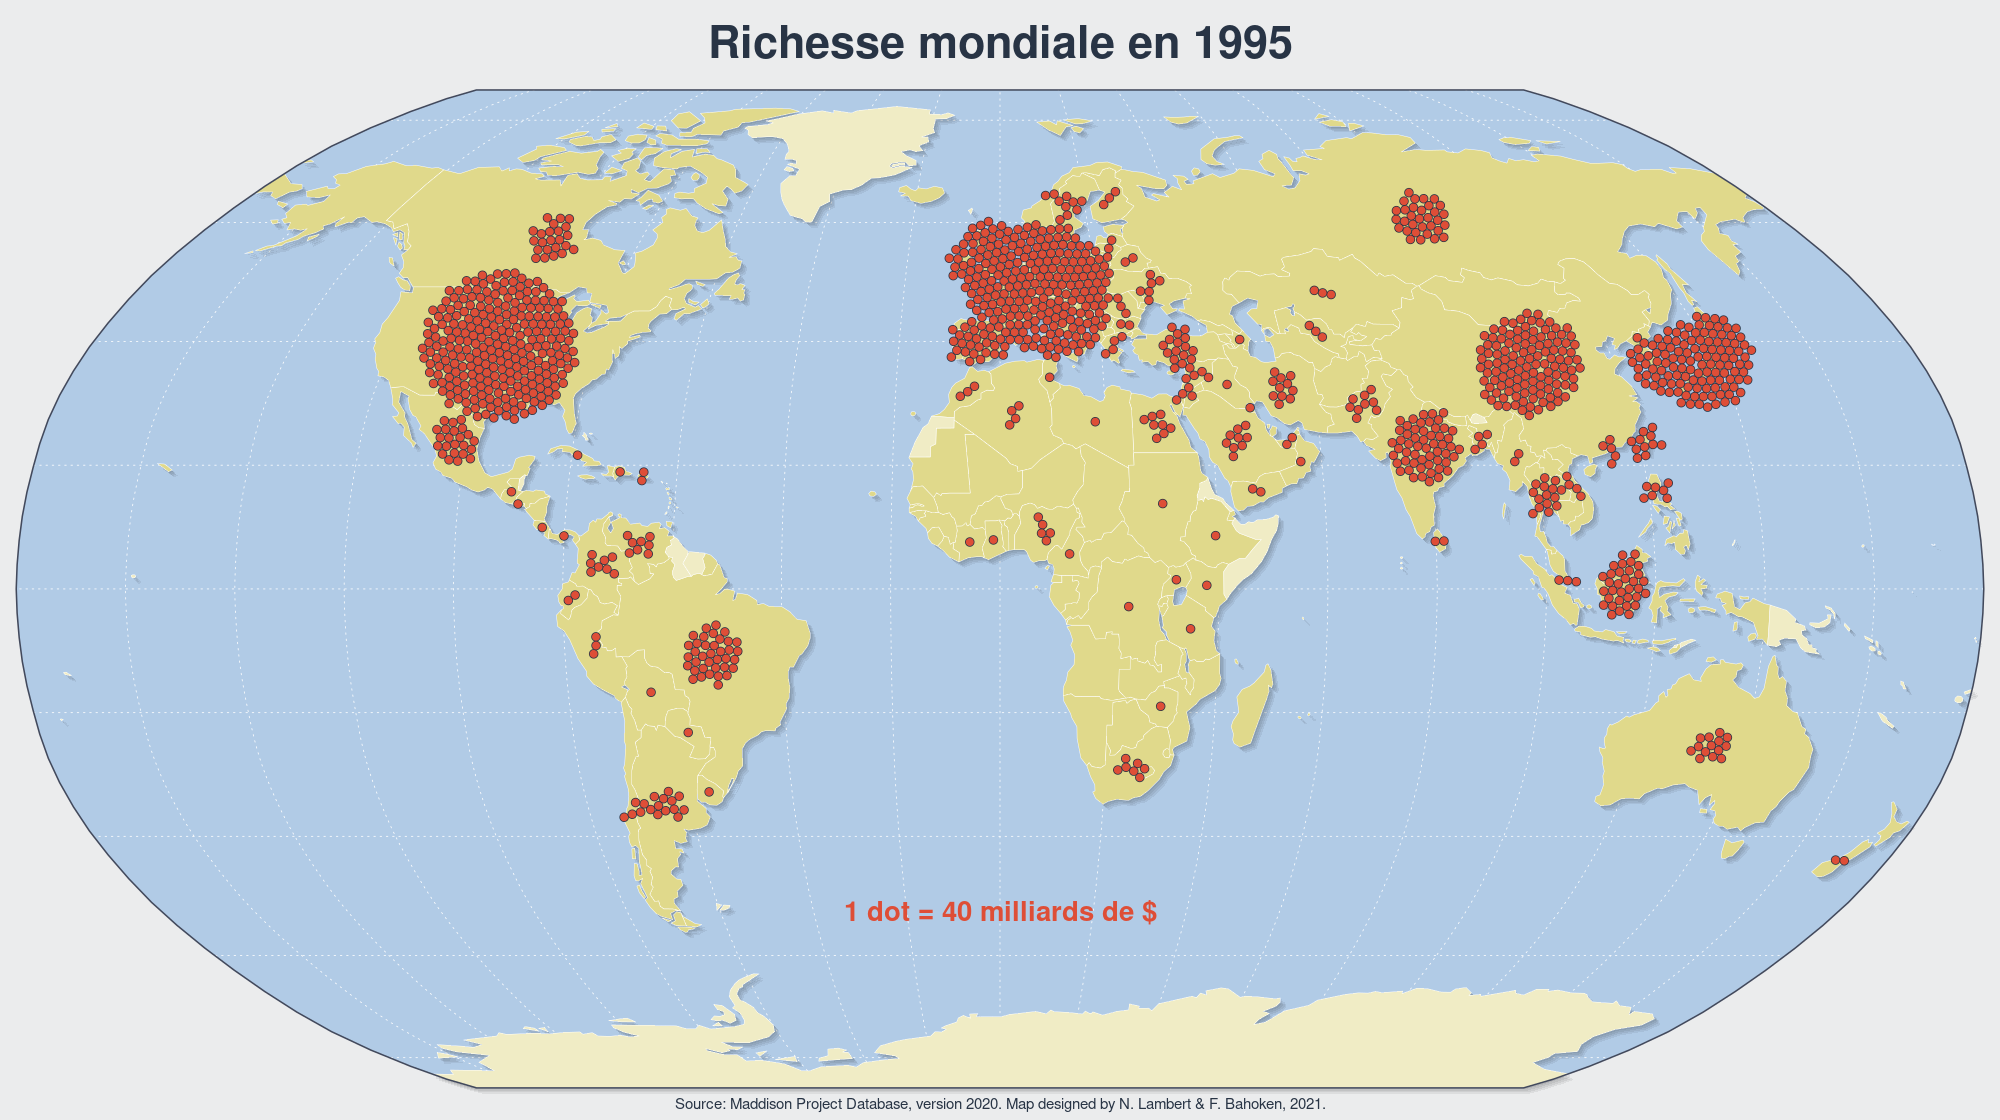 Richesse mondiale en 1995
1 dot = 40 milliards de $
Source: Maddison Project Database, version 2020. Map designed by N. Lambert & F. Bahoken, 2021.